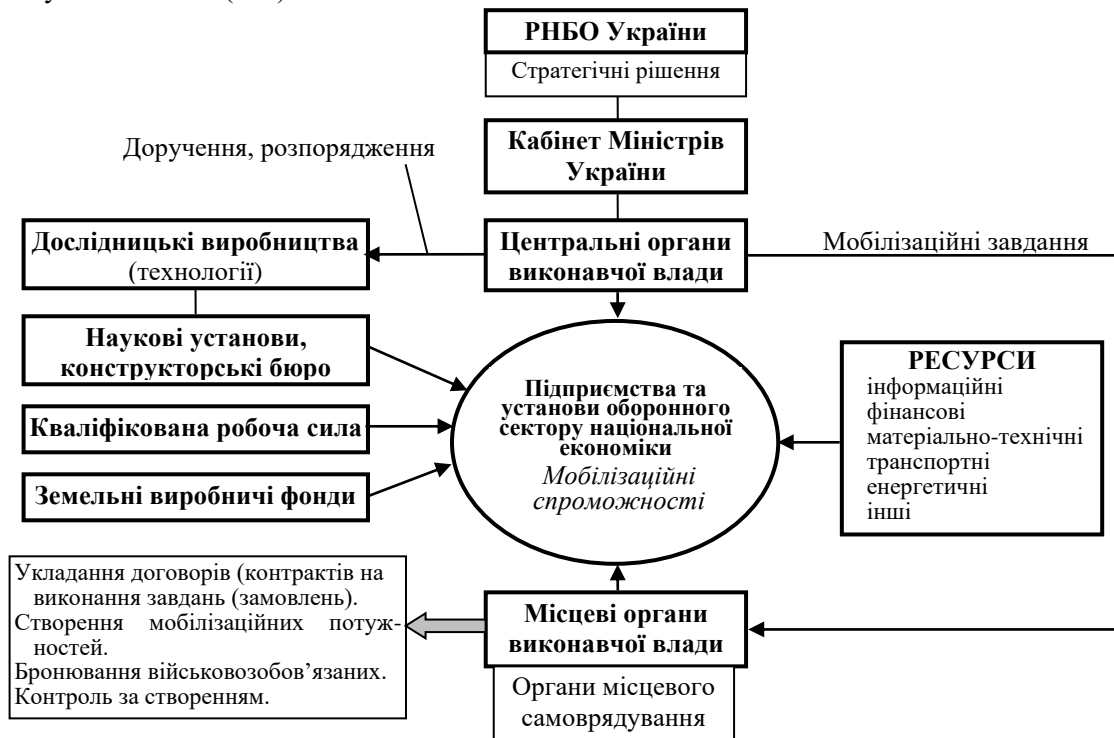 РНБО України
Стратегічні рішення
Кабінет Міністрів
України
Доручення, розпорядження
Дослідницькі виробництва
(технології)
Центральні органи
виконавчої влади
Мобілізаційні завдання
Наукові установи,
конструкторські бюро
Кваліфікована робоча сила
Земельні виробничі фонди
Підприємства та
установи оборонного
сектору національної
економіки
Мобілізаційні
спроможності
РЕСУРСИ
інформаційні
фінансові
матеріально-технічні
транспортні
енергетичні
інші
Укладання договорів (контрактів на
виконання завдань (замовлень).
Створення мобілізаційних потуж-
ностей.
Бронювання військовозобов’язаних.
Контроль за створенням.
Місцеві органи
виконавчої влади
Органи місцевого
самоврядування